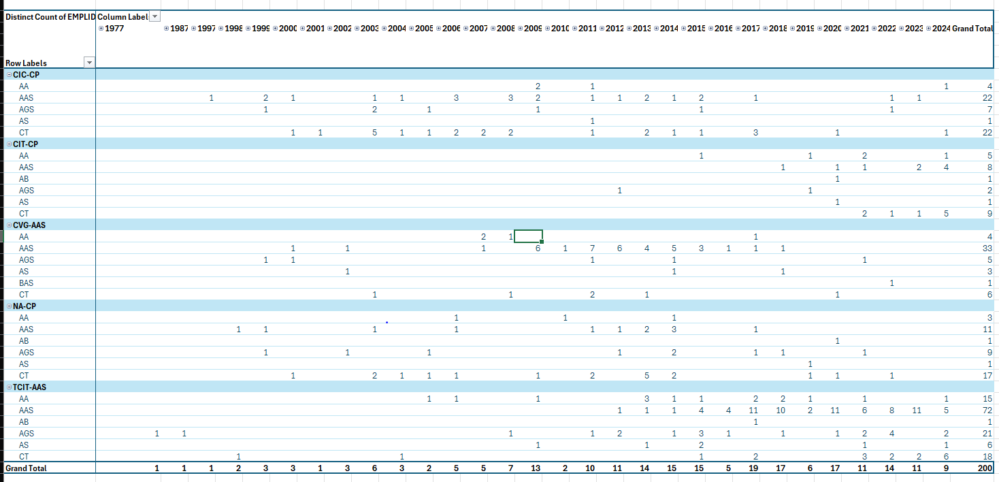 Distinct Count of EMPLID Column Label
1977 1987 1997 1998 1999 2000 2001 2002 2003 2004 2005 2006 2007 2008 2009 2010 2011 2012 2013 2014 2015 2016 2017 2018 2019 2020 2021 2022 2023 2024 Grand Total
Row Labels
CIC-CP
AA 2 1 1 4
AAS 1 2 1 1 1 3 3 2 1 1 2 1 2 1 1 1 22
AGS 1 2 1 1 1 1 7
AS 1 1
CT 1 1 5 1 1 2 2 2 1 2 1 1 3 1 1 22
CIT-CP
AA 1 1 2 1 5
AAS 1 1 1 2 4 8
AB 1 1
AGS 1 1 2
AS 1 1
CT 2 1 1 5 9
CVG-AAS
AA 2 1 1 4
AAS 1 1 1 6 1 7 6 4 5 3 1 1 1 33
AGS 1 1 1 1 1 5
AS 1 1 1 3
BAS 1 1
CT 1 1 2 1 1 6
NA-CP
AA 1 1 1 3
AAS 1 1 1 1 1 1 2 3 1 11
AB 1 1
AGS 1 1 1 1 2 1 1 1 9
AS 1 1
CT 1 2 1 1 1 1 2 5 2 1 1 1 17
TCIT-AAS
AA 1 1 1 3 1 1 2 2 1 1 1 15
AAS 1 1 1 4 4 11 10 2 11 6 8 11 5 72
AB 1 1
AGS 1 1 1 1 2 1 3 1 1 1 2 4 2 21
AS 1 1 2 1 1 6
CT 1 1 1 2 3 2 2 6 18
Grand Total 1 1 1 2 3 3 1 3 6 3 2 5 5 7 13 2 10 11 14 15 15 5 19 17 6 17 11 14 11 9 200